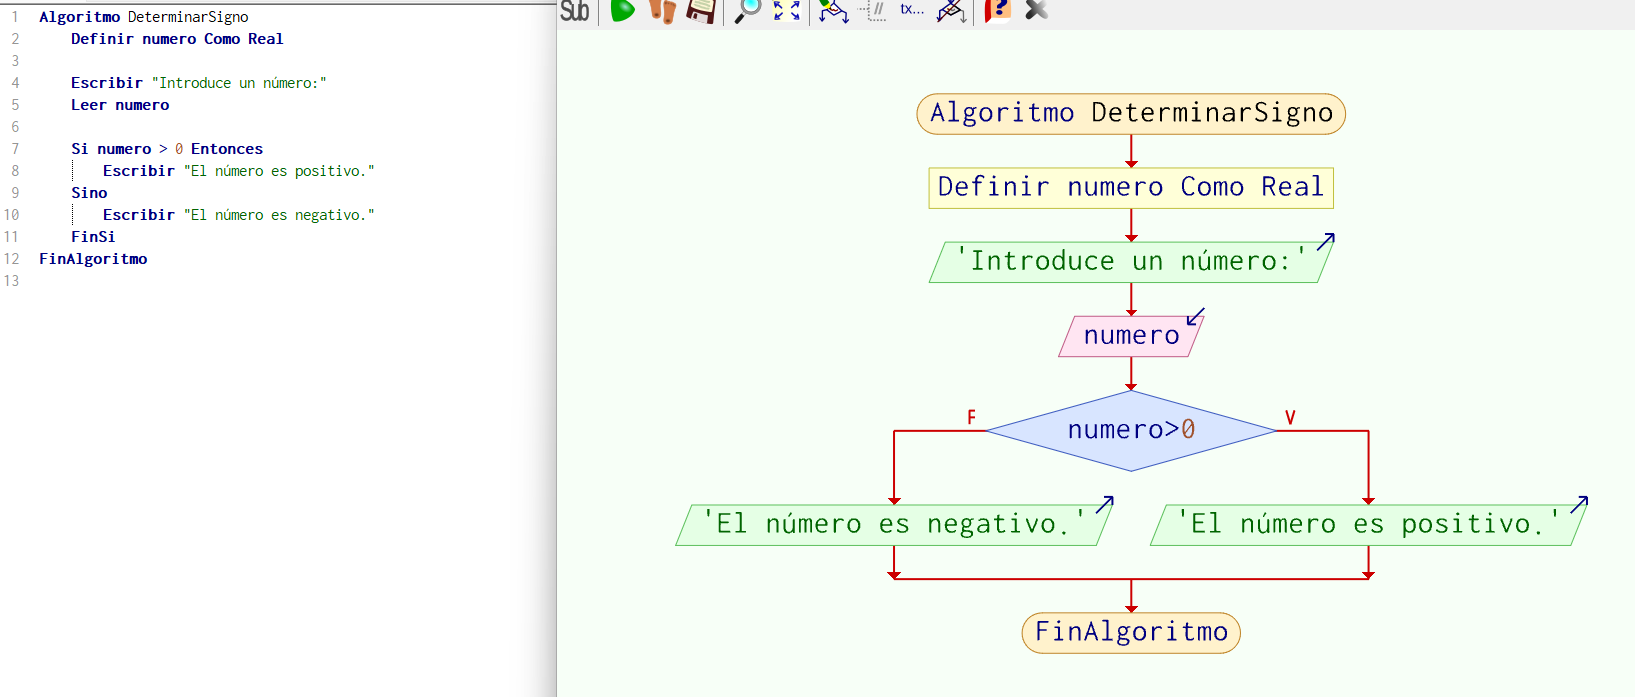 1 Algoritmo DeterminarSigno
2 Definir numero Como Real
3
4 Escribir "Introduce un número:"
5 Leer numero
6
7 Si numero > 0 Entonces
8 Escribir "El número es positivo."
9 Sino
10 Escribir "El número es negativo."
11 FinSi
12 FinAlgoritmo
13
Sub // tx... ?
Algoritmo DeterminarSigno
Definir numero Como Real
'Introduce un número:'
numero
F numero>0 V
'El número es negativo.' 'El número es positivo.'
FinAlgoritmo